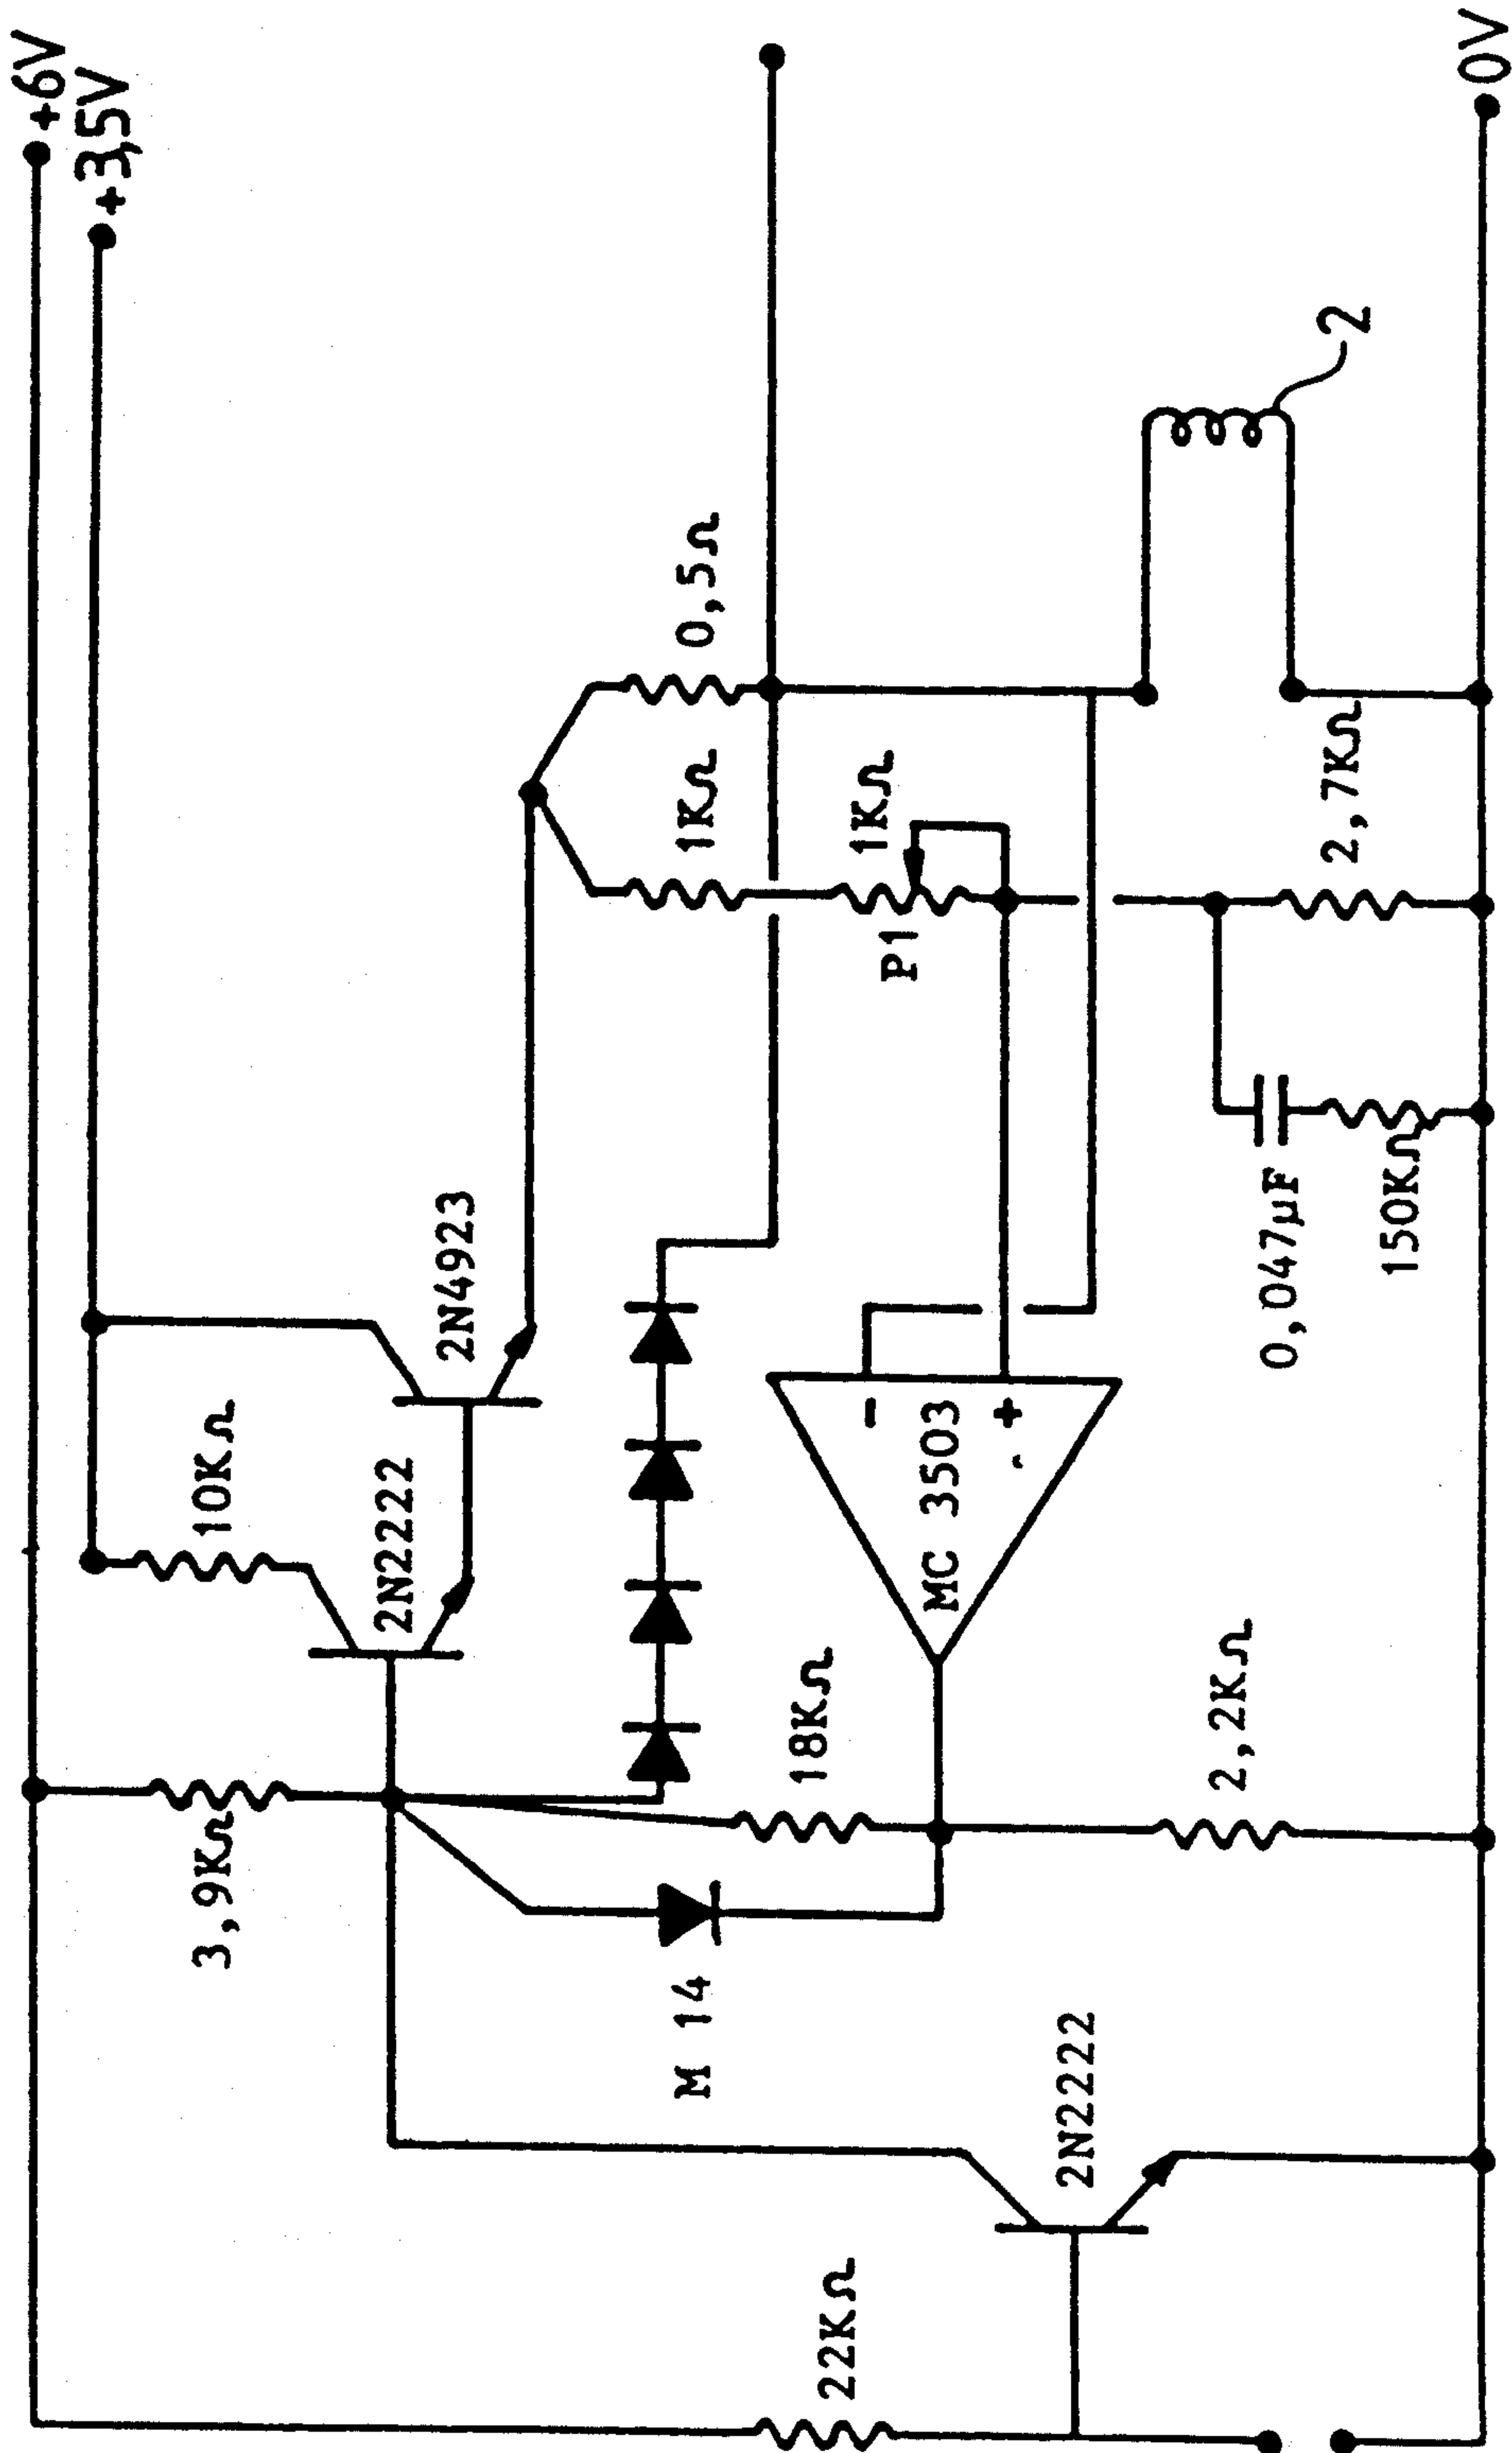 +6V
+3,5V
10KΩ
3,9KΩ
2N2222
2N4923
0,5Ω
1KΩ
M 14
18KΩ
1KΩ
P1
MC 3503
-
+
22KΩ
2N2222
2,2KΩ
0,047µF
150KΩ
2,7KΩ
2
0V